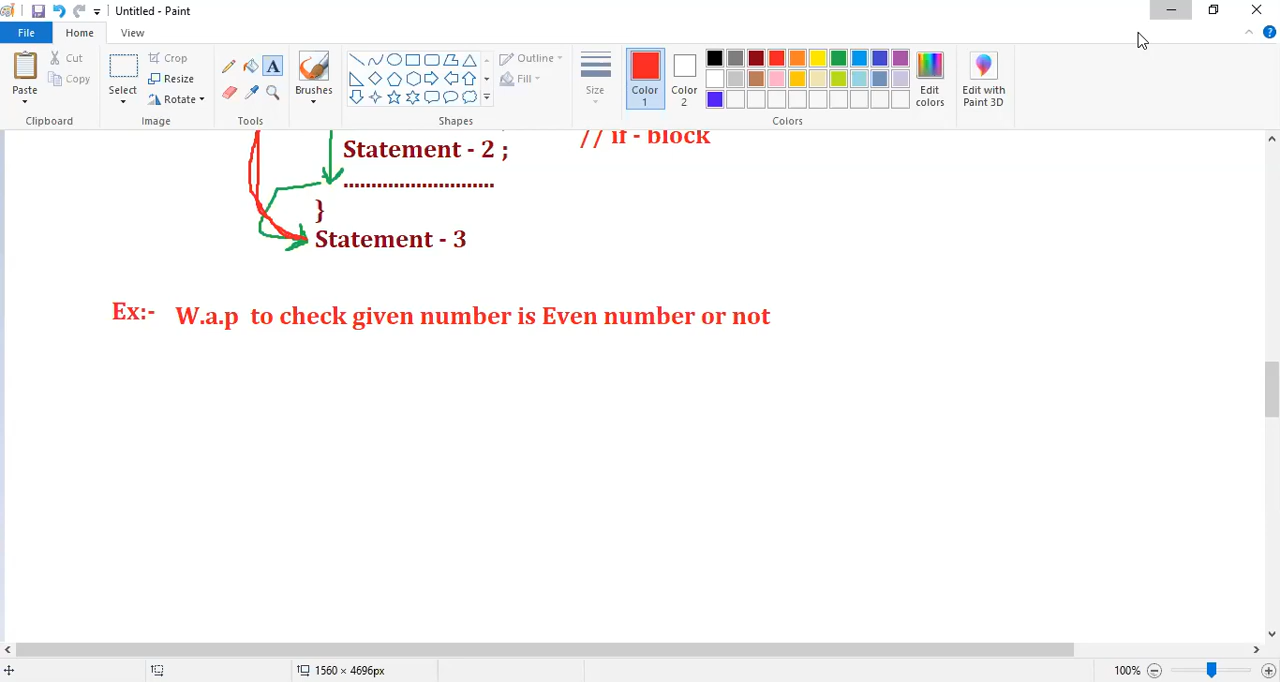 Untitled - Paint
File Home View
Paste
Cut
Copy
Clipboard
Select
Crop
Resize
Rotate
Image
A
Tools
Brushes
Shapes
Outline
Fill
Size
Color 1
Color 2
Edit colors
Colors
Edit with Paint 3D
// if - block
Statement - 2 ;
...........................
}
Statement - 3
Ex:- W.a.p to check given number is Even number or not
1560 × 4696px
100%